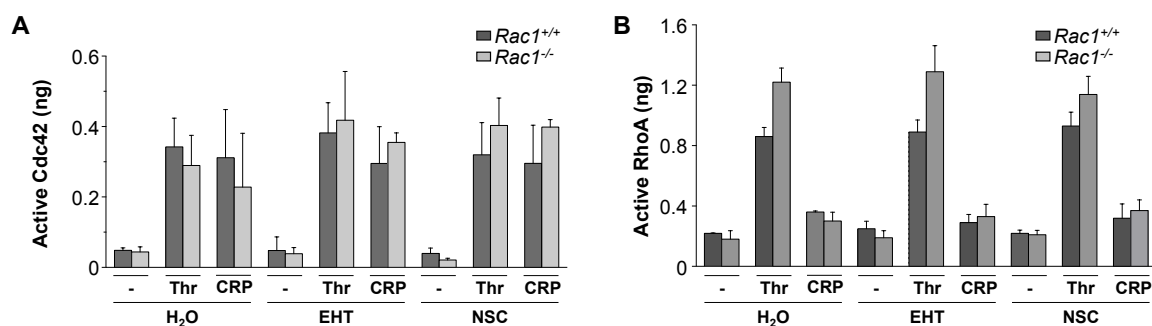 A
Rac1+/+
Rac1-/-
Active Cdc42 (ng)
0.6
0.4
0.2
0
- Thr CRP - Thr CRP - Thr CRP
H2O EHT NSC
B
Rac1+/+
Rac1-/-
Active RhoA (ng)
1.6
1.2
0.8
0.4
0
- Thr CRP - Thr CRP - Thr CRP
H2O EHT NSC